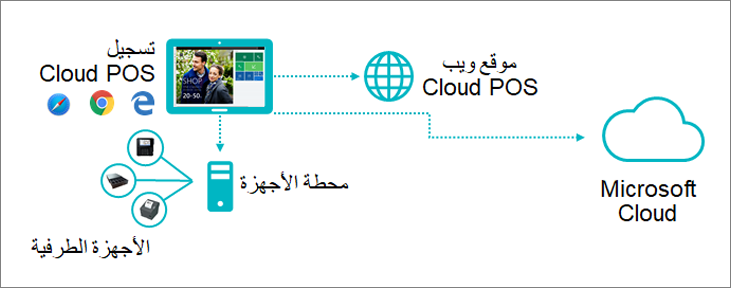 تسجيل
Cloud POS
SHOP
20-50
موقع ويب
Cloud POS
محطة الأجهزة
الأجهزة الطرفية
Microsoft
Cloud